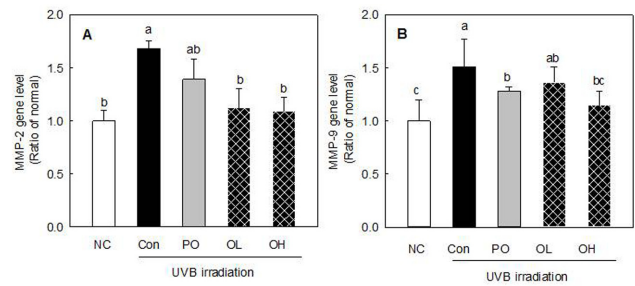 A
MMP-2 gene level
(Ratio of normal)
2.0
1.5
1.0
0.5
0.0
b
a
ab
b
b
NC Con PO OL OH
UVB irradiation
B
MMP-9 gene level
(Ratio of normal)
2.0
1.5
1.0
0.5
0.0
c
a
b
ab
bc
NC Con PO OL OH
UVB irradiation